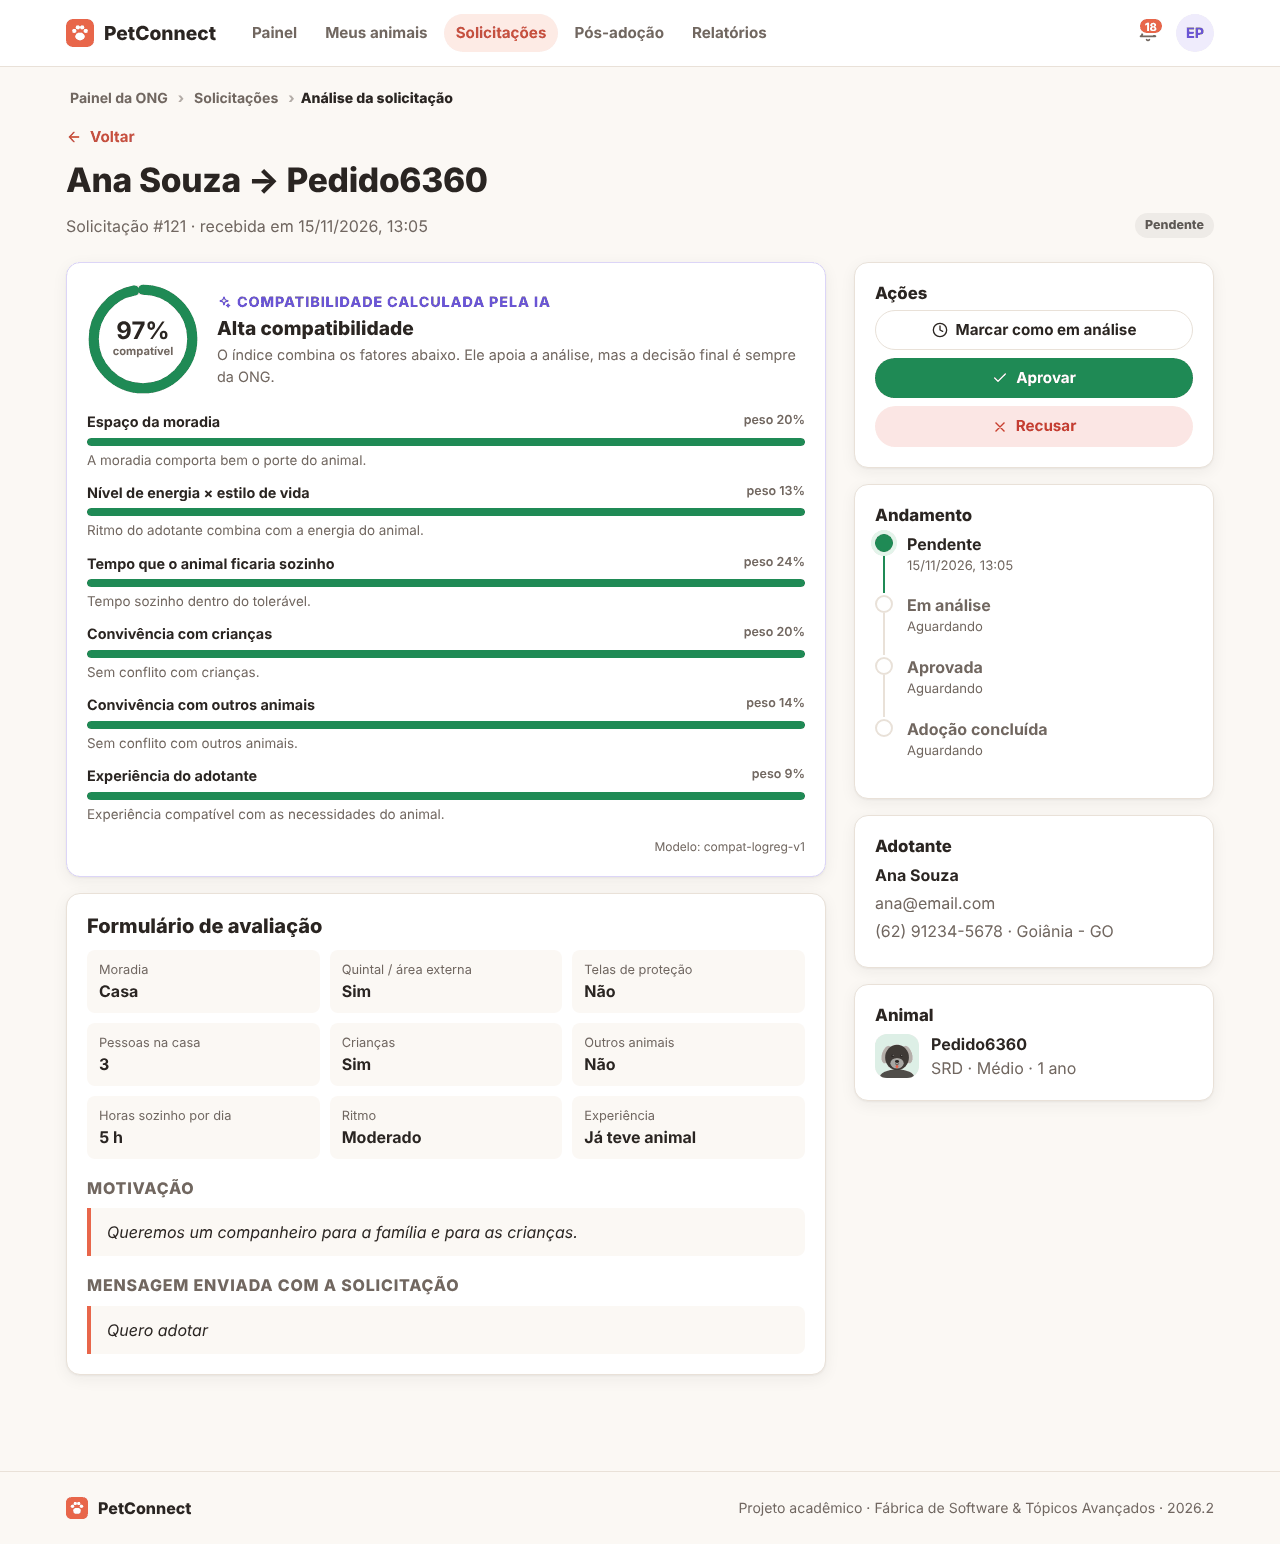 PetConnect
Painel
Meus animais
Solicitações
Pós-adoção
Relatórios
18
EP
Painel da ONG › Solicitações › Análise da solicitação
← Voltar
Ana Souza → Pedido6360
Solicitação #121 · recebida em 15/11/2026, 13:05
Pendente
97%
compatível
COMPATIBILIDADE CALCULADA PELA IA
Alta compatibilidade
O índice combina os fatores abaixo. Ele apoia a análise, mas a decisão final é sempre
da ONG.
Espaço da moradia
peso 20%
A moradia comporta bem o porte do animal.
Nível de energia × estilo de vida
peso 13%
Ritmo do adotante combina com a energia do animal.
Tempo que o animal ficaria sozinho
peso 24%
Tempo sozinho dentro do tolerável.
Convivência com crianças
peso 20%
Sem conflito com crianças.
Convivência com outros animais
peso 14%
Sem conflito com outros animais.
Experiência do adotante
peso 9%
Experiência compatível com as necessidades do animal.
Modelo: compat-logreg-v1
Formulário de avaliação
Moradia
Casa
Quintal / área externa
Sim
Telas de proteção
Não
Pessoas na casa
3
Crianças
Sim
Outros animais
Não
Horas sozinho por dia
5 h
Ritmo
Moderado
Experiência
Já teve animal
MOTIVAÇÃO
Queremos um companheiro para a família e para as crianças.
MENSAGEM ENVIADA COM A SOLICITAÇÃO
Quero adotar
Ações
Marcar como em análise
Aprovar
Recusar
Andamento
Pendente
15/11/2026, 13:05
Em análise
Aguardando
Aprovada
Aguardando
Adoção concluída
Aguardando
Adotante
Ana Souza
ana@email.com
(62) 91234-5678 · Goiânia - GO
Animal
Pedido6360
SRD · Médio · 1 ano
PetConnect
Projeto acadêmico · Fábrica de Software & Tópicos Avançados · 2026.2